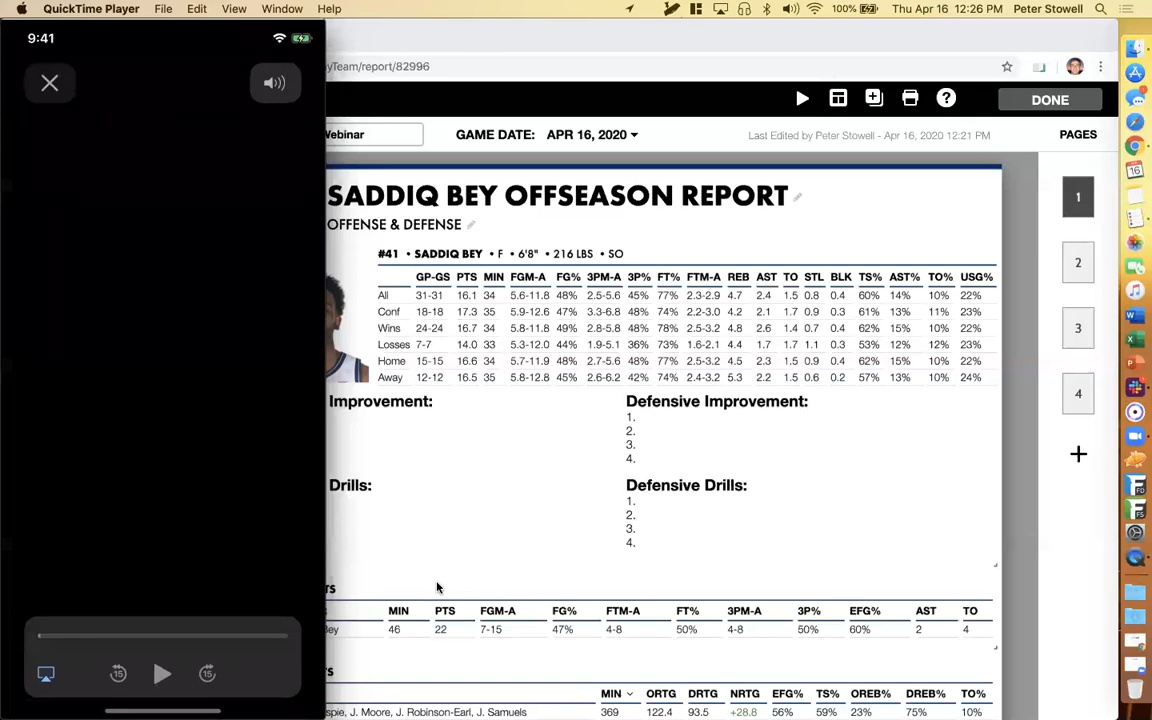 QuickTime Player File Edit View Window Help 100% Thu Apr 16 12:26 PM Peter Stowell
9:41
yTeam/report/82996
DONE
Webinar GAME DATE: APR 16, 2020 Last Edited by Peter Stowell - Apr 16, 2020 12:21 PM PAGES
SADDIQ BEY OFFSEASON REPORT
OFFENSE & DEFENSE
#41 • SADDIQ BEY • F • 6'8" • 216 LBS • SO
GP-GS PTS MIN FGM-A FG% 3PM-A 3P% FT% FTM-A REB AST TO STL BLK TS% AST% TO% USG%
All 31-31 16.1 34 5.6-11.8 48% 2.5-5.6 45% 77% 2.3-2.9 4.7 2.4 1.5 0.8 0.4 60% 14% 10% 22%
Conf 18-18 17.3 35 5.9-12.6 47% 3.3-6.8 48% 74% 2.2-3.0 4.2 2.1 1.7 0.9 0.3 61% 13% 11% 23%
Wins 24-24 16.7 34 5.8-11.8 49% 2.8-5.8 48% 78% 2.5-3.2 4.8 2.6 1.4 0.7 0.4 62% 15% 10% 22%
Losses 7-7 14.0 33 5.3-12.0 44% 1.9-5.1 36% 73% 1.6-2.1 4.4 1.7 1.7 1.1 0.3 53% 12% 12% 23%
Home 15-15 16.6 34 5.7-11.9 48% 2.7-5.6 48% 77% 2.5-3.2 4.5 2.3 1.5 0.9 0.4 62% 15% 10% 22%
Away 12-12 16.5 35 5.8-12.8 45% 2.6-6.2 42% 74% 2.4-3.2 5.3 2.2 1.5 0.6 0.2 57% 13% 10% 24%
Improvement: Defensive Improvement:
1.
2.
3.
4.
Drills: Defensive Drills:
1.
2.
3.
4.
1
2
3
4
TS
MIN PTS FGM-A FG% FTM-A FT% 3PM-A 3P% EFG% AST TO
Bey 46 22 7-15 47% 4-8 50% 4-8 50% 60% 2 4
TS
MIN ORTG DRTG NRTG EFG% TS% OREB% DREB% TO%
spie, J. Moore, J. Robinson-Earl, J. Samuels 369 122.4 93.5 +28.8 56% 59% 23% 75% 10%
15 15